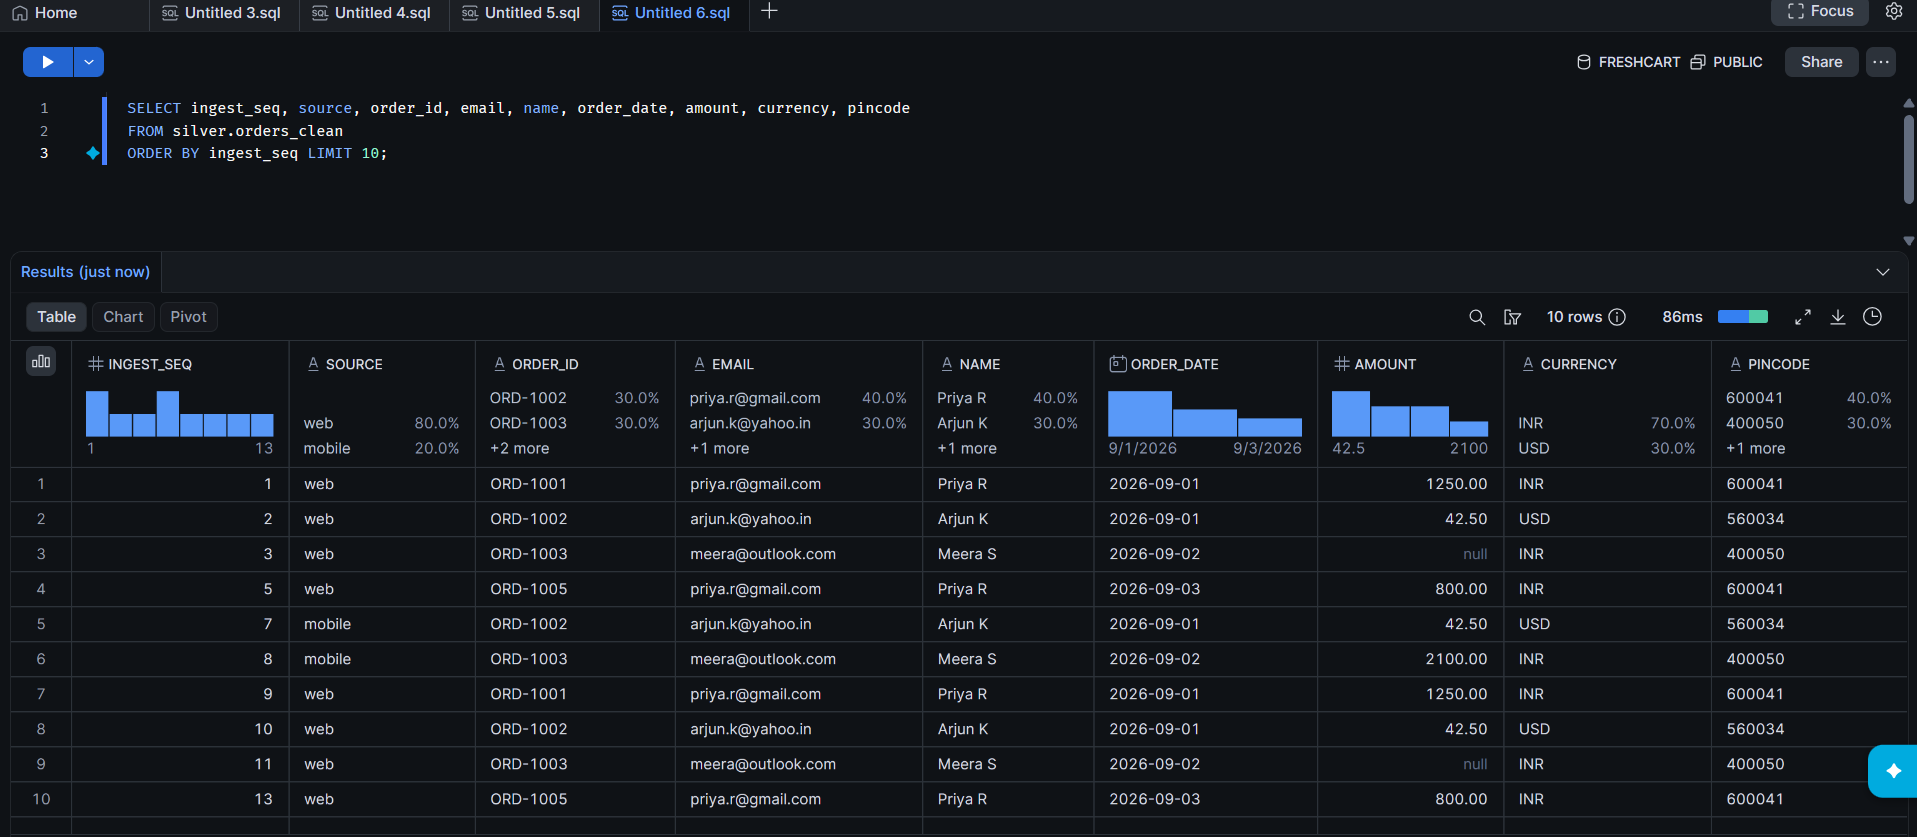 Home
SQL Untitled 3.sql
SQL Untitled 4.sql
SQL Untitled 5.sql
SQL Untitled 6.sql
Focus
FRESHCART PUBLIC Share
1 SELECT ingest_seq, source, order_id, email, name, order_date, amount, currency, pincode
2 FROM silver.orders_clean
3 ORDER BY ingest_seq LIMIT 10;
Results (just now)
Table Chart Pivot 10 rows 86ms
INGEST_SEQ A SOURCE A ORDER_ID A EMAIL A NAME ORDER_DATE AMOUNT A CURRENCY A PINCODE
ORD-1002 30.0% priya.r@gmail.com 40.0% Priya R 40.0% 600041 40.0%
web 80.0% ORD-1003 30.0% arjun.k@yahoo.in 30.0% Arjun K 30.0% INR 70.0% 400050 30.0%
1 13 mobile 20.0% +2 more +1 more +1 more 9/1/2026 9/3/2026 42.5 2100 USD 30.0% +1 more
1 1 web ORD-1001 priya.r@gmail.com Priya R 2026-09-01 1250.00 INR 600041
2 2 web ORD-1002 arjun.k@yahoo.in Arjun K 2026-09-01 42.50 USD 560034
3 3 web ORD-1003 meera@outlook.com Meera S 2026-09-02 null INR 400050
4 5 web ORD-1005 priya.r@gmail.com Priya R 2026-09-03 800.00 INR 600041
5 7 mobile ORD-1002 arjun.k@yahoo.in Arjun K 2026-09-01 42.50 USD 560034
6 8 mobile ORD-1003 meera@outlook.com Meera S 2026-09-02 2100.00 INR 400050
7 9 web ORD-1001 priya.r@gmail.com Priya R 2026-09-01 1250.00 INR 600041
8 10 web ORD-1002 arjun.k@yahoo.in Arjun K 2026-09-01 42.50 USD 560034
9 11 web ORD-1003 meera@outlook.com Meera S 2026-09-02 null INR 400050
10 13 web ORD-1005 priya.r@gmail.com Priya R 2026-09-03 800.00 INR 600041